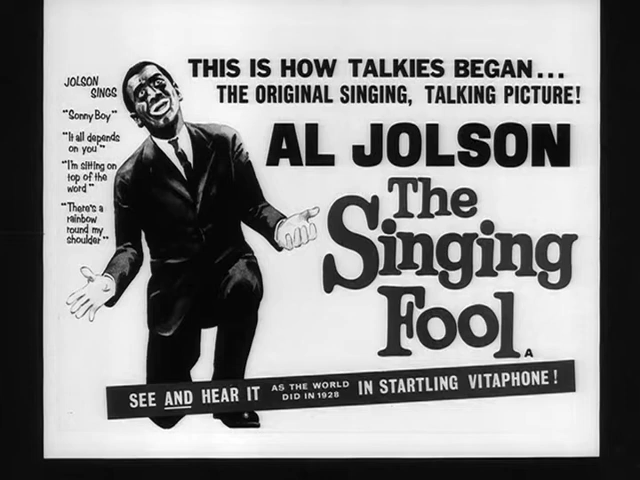 THIS IS HOW TALKIES BEGAN...
THE ORIGINAL SINGING, TALKING PICTURE!
JOLSON
SINGS
"Sonny Boy"
"It all depends
on you"
"I'm sitting on
top of the
word"
"There's a
rainbow
round my
shoulder"
AL JOLSON
The
Singing
Fool
A
SEE AND HEAR IT AS THE WORLD DID IN 1928 IN STARTLING VITAPHONE!